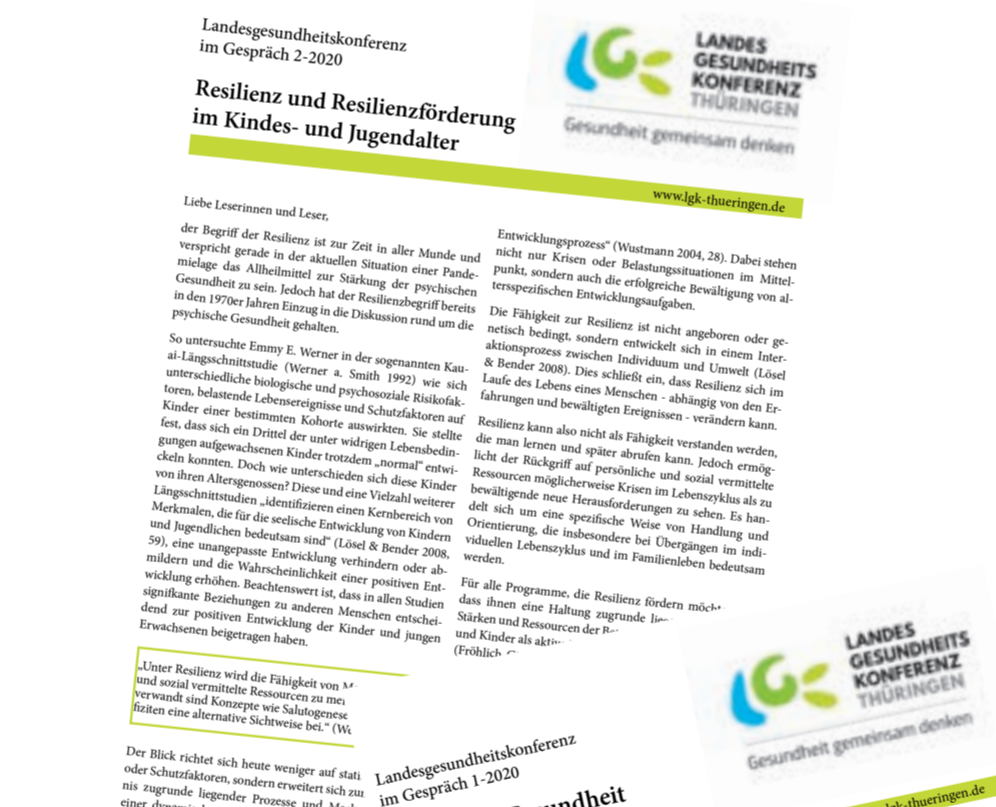 Landesgesundheitskonferenz
im Gespräch 2-2020
Resilienz und Resilienzförderung
im Kindes- und Jugendalter
LANDES
GESUNDHEITS
KONFERENZ
THÜRINGEN
Gesundheit gemeinsam denken
www.lgk-thueringen.de
Liebe Leserinnen und Leser,
der Begriff der Resilienz ist zur Zeit in aller Munde und
verspricht gerade in der aktuellen Situation einer Pande-
mielage das Allheilmittel zur Stärkung der psychischen
Gesundheit zu sein. Jedoch hat der Resilienzbegriff bereits
in den 1970er Jahren Einzug in die Diskussion rund um die
psychische Gesundheit gehalten.
So untersuchte Emmy E. Werner in der sogenannten Kau-
ai-Längsschnittstudie (Werner a. Smith 1992) wie sich
unterschiedliche biologische und psychosoziale Risikofak-
toren, belastende Lebensereignisse und Schutzfaktoren auf
Kinder einer bestimmten Kohorte auswirkten. Sie stellte
fest, dass sich ein Drittel der unter widrigen Lebensbedin-
gungen aufgewachsenen Kinder trotzdem „normal“ entwi-
ckeln konnten. Doch wie unterschieden sich diese Kinder
von ihren Altersgenossen? Diese und eine Vielzahl weiterer
Längsschnittstudien „identifizieren einen Kernbereich von
Merkmalen, die für die seelische Entwicklung von Kindern
und Jugendlichen bedeutsam sind“ (Lösel & Bender 2008,
59), eine unangepasste Entwicklung verhindern oder ab-
mildern und die Wahrscheinlichkeit einer positiven Ent-
wicklung erhöhen. Beachtenswert ist, dass in allen Studien
signifkante Beziehungen zu anderen Menschen entschei-
dend zur positiven Entwicklung der Kinder und jungen
Erwachsenen beigetragen haben.
„Unter Resilienz wird die Fähigkeit von
und sozial vermittelte Ressourcen zu
verwandt sind Konzepte wie Salutogenese
fiziten eine alternative Sichtweise bei.“
Der Blick richtet sich heute weniger auf
oder Schutzfaktoren, sondern erweitert sich
nis zugrunde liegender Prozesse und
einer
Entwicklungsprozess“ (Wustmann 2004, 28). Dabei stehen
nicht nur Krisen oder Belastungssituationen im Mittel-
punkt, sondern auch die erfolgreiche Bewältigung von al-
tersspezifischen Entwicklungsaufgaben.
Die Fähigkeit zur Resilienz ist nicht angeboren oder ge-
netisch bedingt, sondern entwickelt sich in einem Inter-
aktionsprozess zwischen Individuum und Umwelt (Lösel
& Bender 2008). Dies schließt ein, dass Resilienz sich im
Laufe des Lebens eines Menschen - abhängig von den Er-
fahrungen und bewältigten Ereignissen - verändern kann.
Resilienz kann also nicht als Fähigkeit verstanden werden,
die man lernen und später abrufen kann. Jedoch ermög-
licht der Rückgriff auf persönliche und sozial vermittelte
Ressourcen möglicherweise Krisen im Lebenszyklus als zu
bewältigende neue Herausforderungen zu sehen. Es han-
delt sich um eine spezifische Weise von Handlung und
Orientierung, die insbesondere bei Übergängen im indi-
viduellen Lebenszyklus und im Familienleben bedeutsam
werden.
Für alle Programme, die Resilienz fördern
dass ihnen eine Haltung zugrunde
Stärken und Ressourcen der
und Kinder als
(Fröhlich
Landesgesundheitskonferenz
im Gespräch 1-2020
LANDES
GESUNDHEITS
KONFERENZ
THÜRINGEN
Gesundheit gemeinsam denken